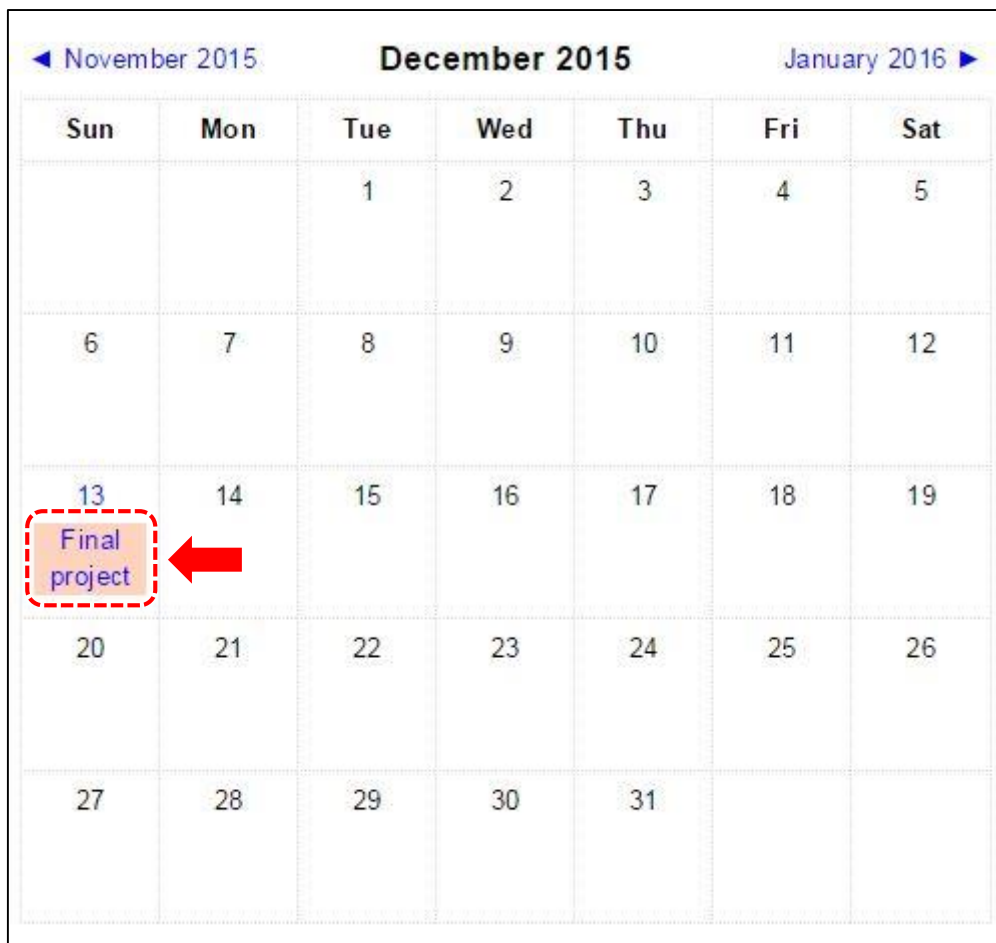 ◄ November 2015 December 2015 January 2016 ►
Sun Mon Tue Wed Thu Fri Sat
1 2 3 4 5
6 7 8 9 10 11 12
13 14 15 16 17 18 19
Final
project
20 21 22 23 24 25 26
27 28 29 30 31